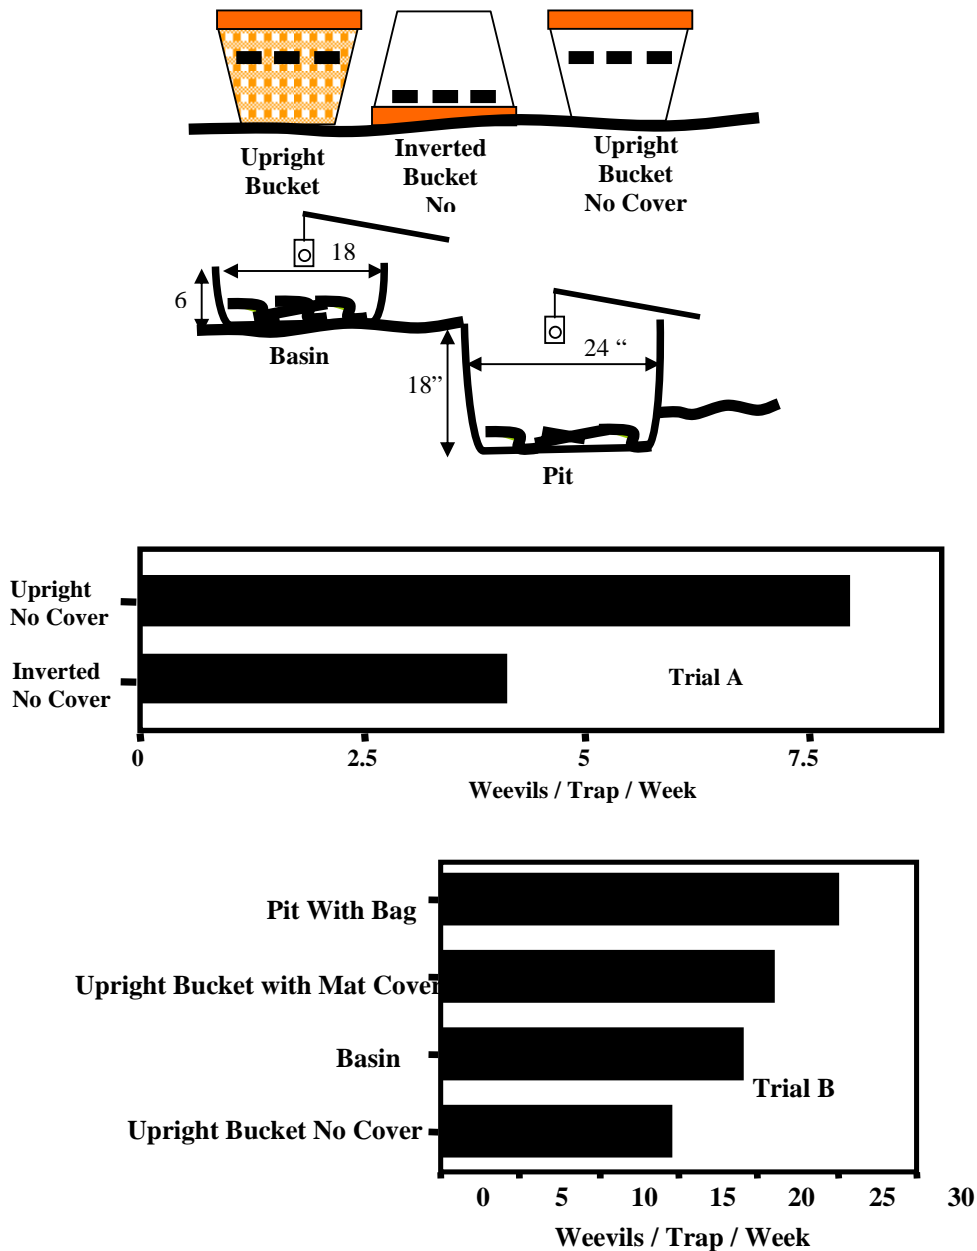 Upright
Bucket
Inverted
Bucket
No
Upright
Bucket
No Cover
18
6
Basin
24 “
18”
Pit
Upright
No Cover
Inverted
No Cover
Trial A
0 2.5 5 7.5
Weevils / Trap / Week
Pit With Bag
Upright Bucket with Mat Cover
Basin
Trial B
Upright Bucket No Cover
0 5 10 15 20 25 30
Weevils / Trap / Week